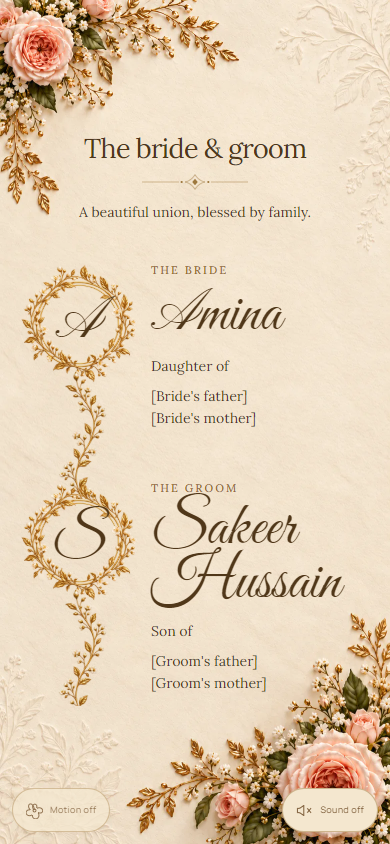 The bride & groom
A beautiful union, blessed by family.
THE BRIDE
A
Amina
Daughter of
[Bride's father]
[Bride's mother]
THE GROOM
S
Sakeer
Hussain
Son of
[Groom's father]
[Groom's mother]
Motion off
Sound off